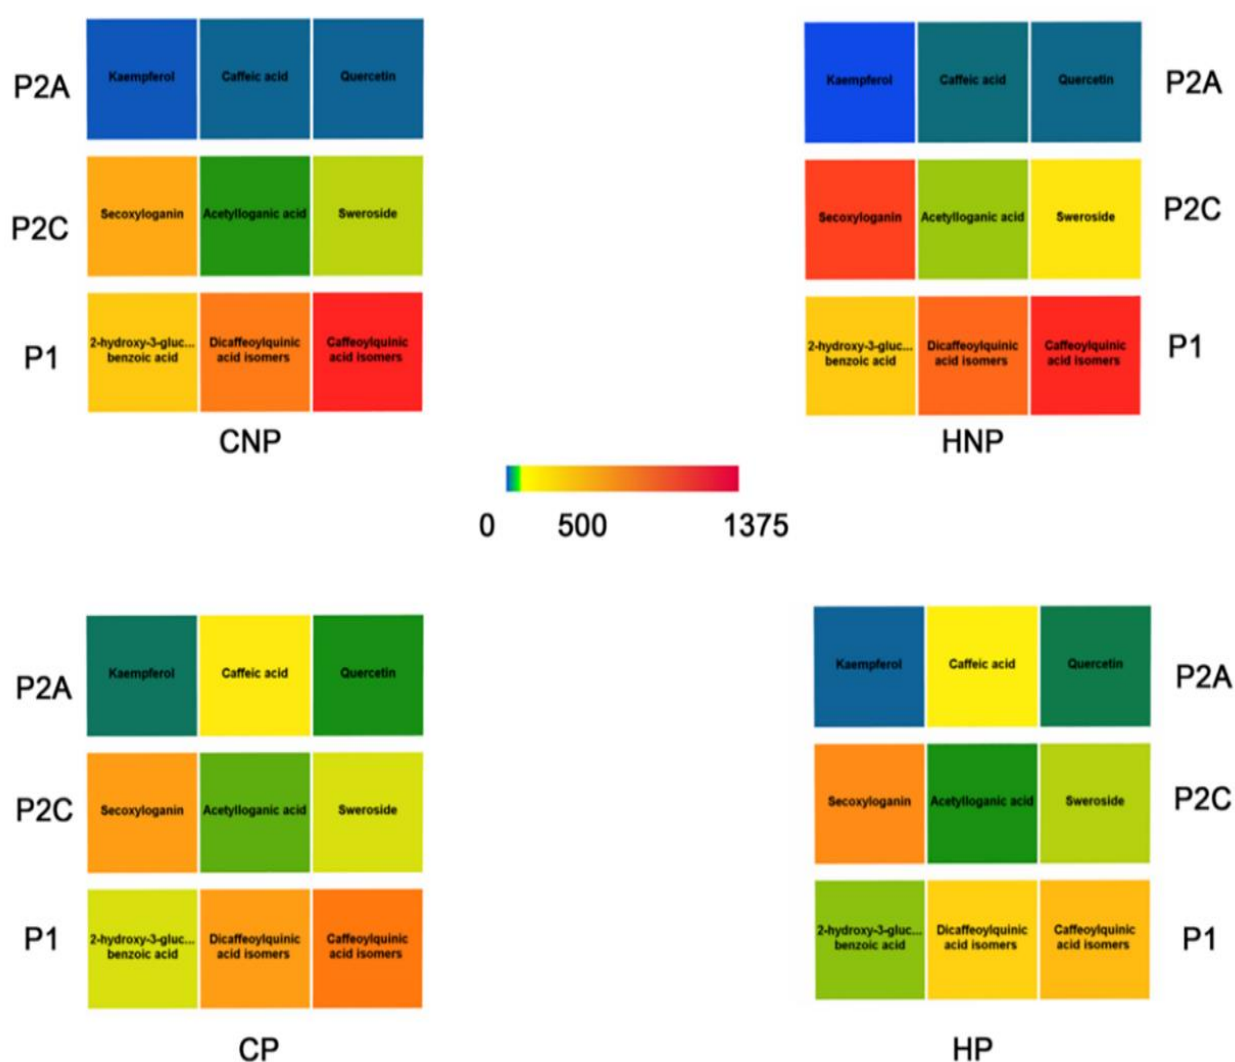 P2A
Kaempferol
Caffeic acid
Quercetin
P2C
Secoxyloganin
Acetylloganic acid
Sweroside
P1
2-hydroxy-3-gluc...
benzoic acid
Dicaffeoylquinic
acid isomers
Caffeoylquinic
acid isomers
CNP
Kaempferol
Caffeic acid
Quercetin
P2A
Secoxyloganin
Acetylloganic acid
Sweroside
P2C
2-hydroxy-3-gluc...
benzoic acid
Dicaffeoylquinic
acid isomers
Caffeoylquinic
acid isomers
P1
HNP
0 500 1375
P2A
Kaempferol
Caffeic acid
Quercetin
P2C
Secoxyloganin
Acetylloganic acid
Sweroside
P1
2-hydroxy-3-gluc...
benzoic acid
Dicaffeoylquinic
acid isomers
Caffeoylquinic
acid isomers
CP
Kaempferol
Caffeic acid
Quercetin
P2A
Secoxyloganin
Acetylloganic acid
Sweroside
P2C
2-hydroxy-3-gluc...
benzoic acid
Dicaffeoylquinic
acid isomers
Caffeoylquinic
acid isomers
P1
HP